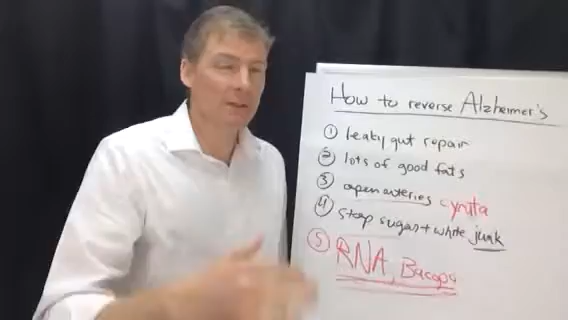 How to reverse Alzheimer's
① leaky gut repair
② lots of good fats
③ open arteries cyruta
④ stop sugar + white junk
⑤ RNA, Bacopa